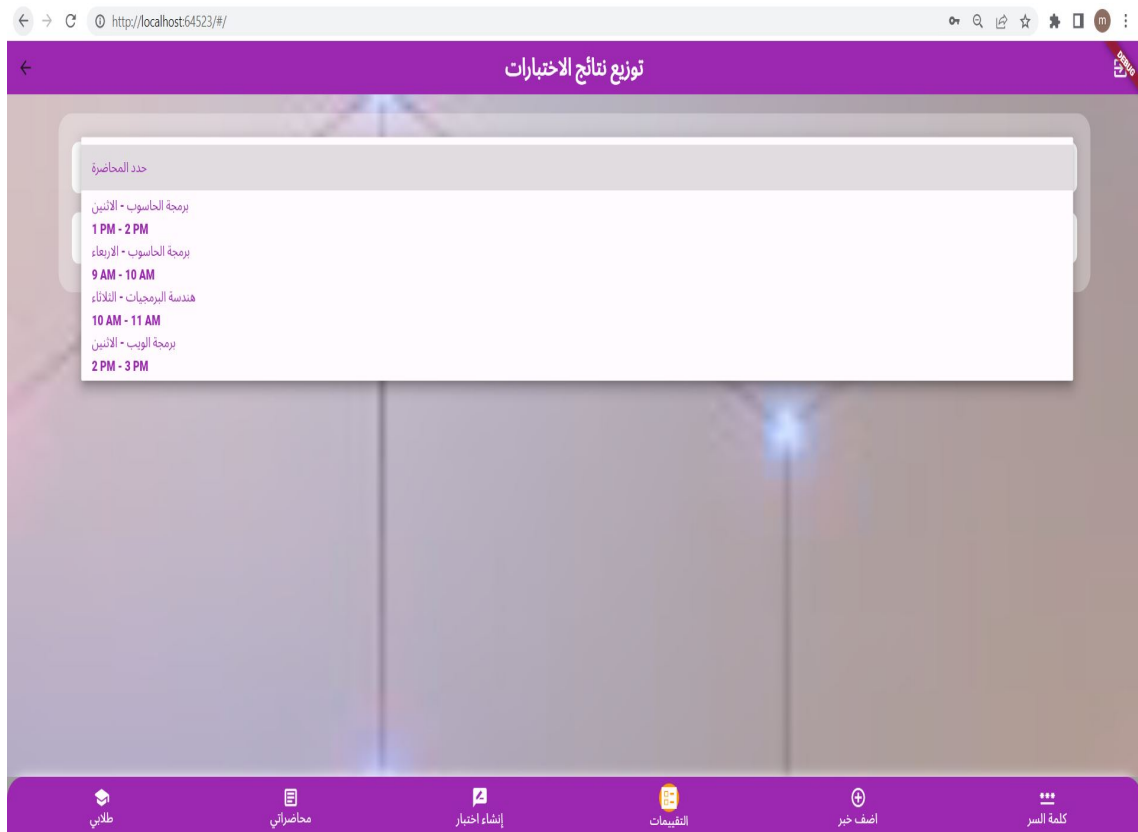 http://localhost:64523/#/
m
توزيع نتائج الاختبارات
DEBUG
حدد المحاضرة
برمجة الحاسوب - الاثنين
1 PM - 2 PM
برمجة الحاسوب - الاربعاء
9 AM - 10 AM
هندسة البرمجيات - الثلاثاء
10 AM - 11 AM
برمجة الويب - الاثنين
2 PM - 3 PM
طلابي
محاضراتي
إنشاء اختبار
التقييمات
اضف خبر
كلمة السر